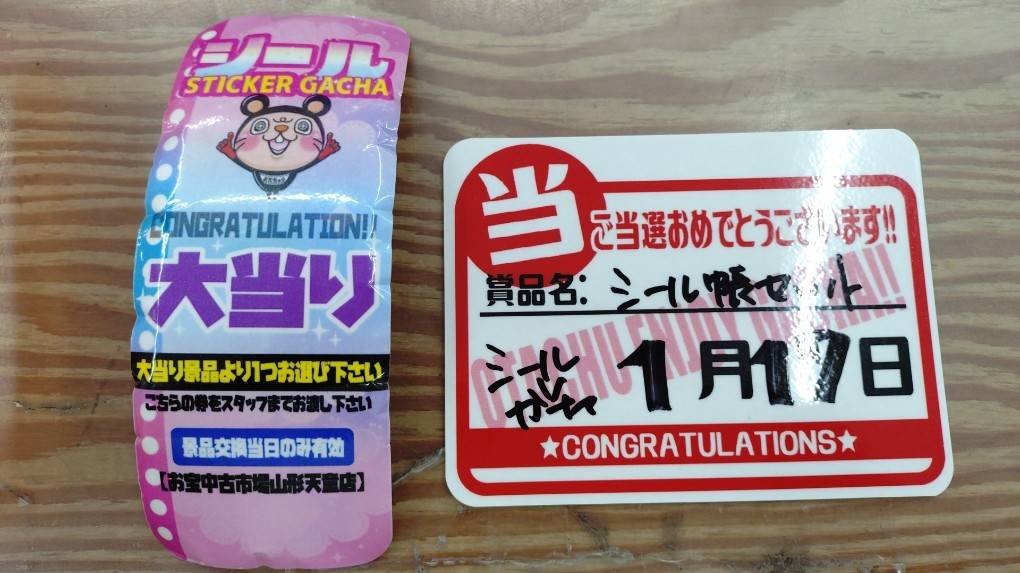 シール
STICKER GACHA
CONGRATULATION!!
大当り
大当り景品より1つお選び下さい
こちらの券をスタッフまでお渡し下さい
景品交換当日のみ有効
【お宝中古市場山形天童店】
当
ご当選おめでとうございます!!
賞品名: シール帳セット
シール
ガチャ
1月17日
★CONGRATULATIONS★